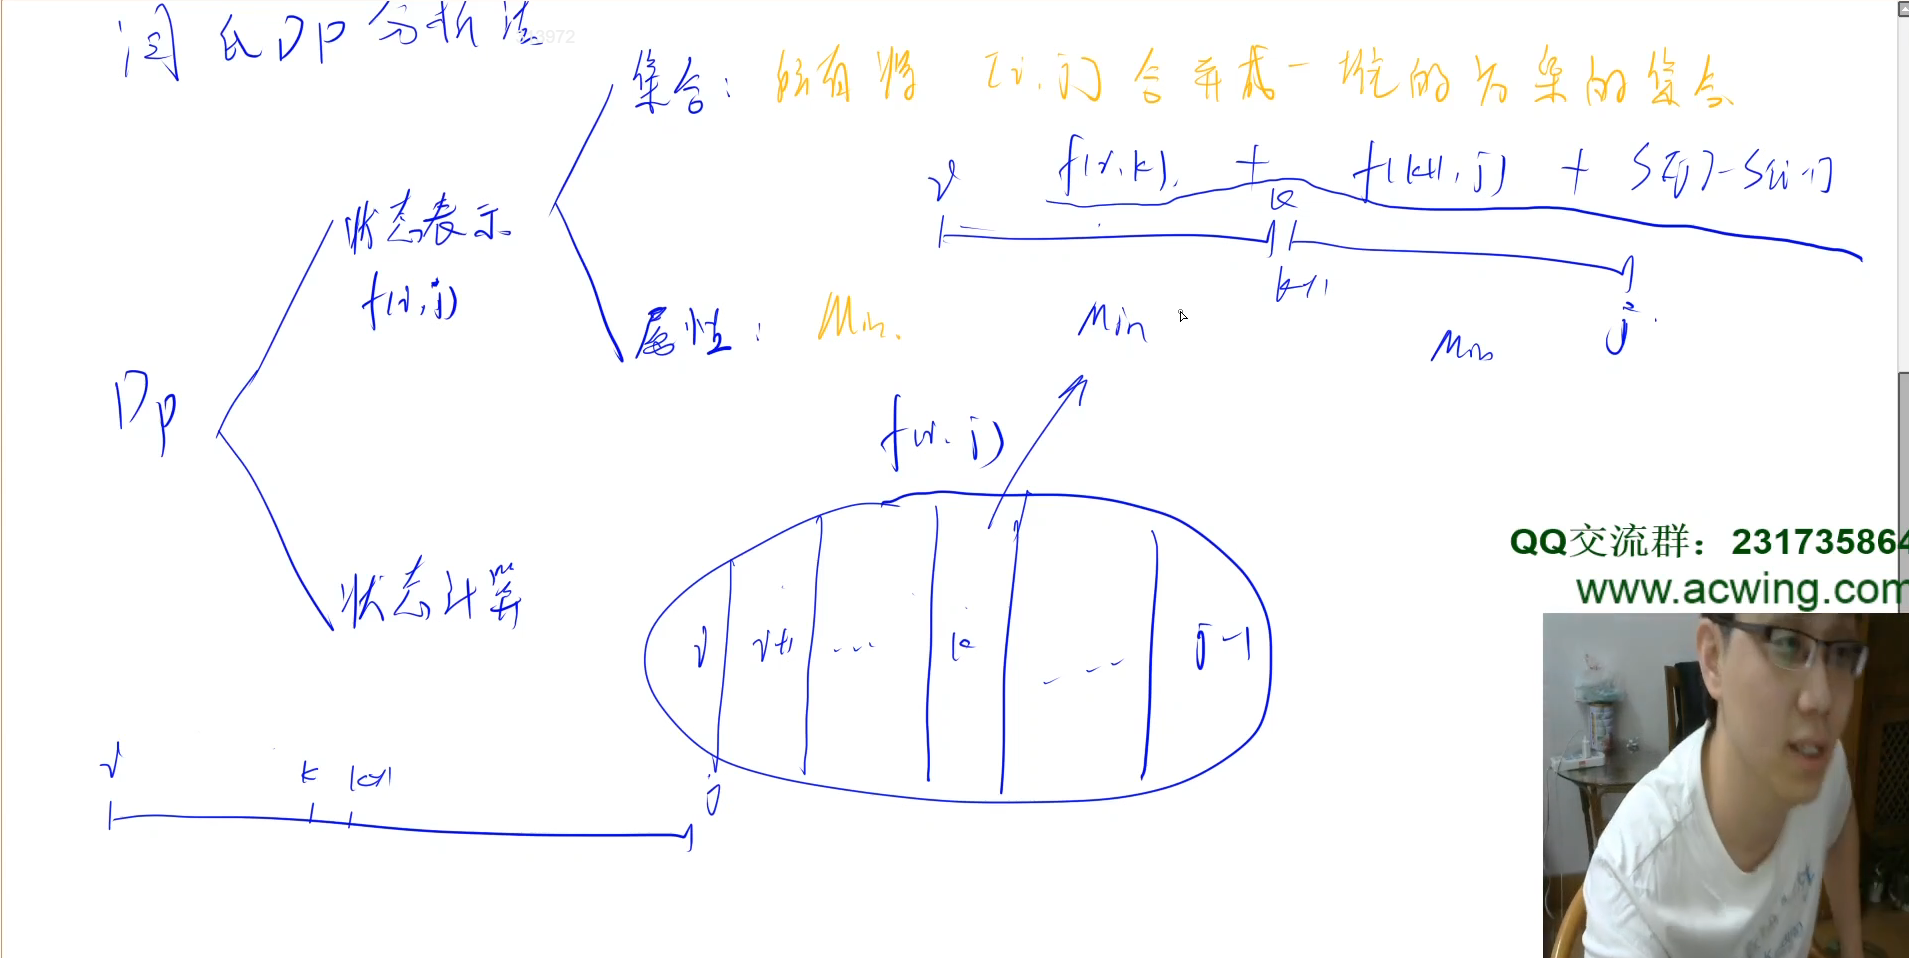 闫氏DP分析法
集合：所有将 [i,j] 合并成一堆的方案的集合
f(i,k) + f(k+1,j) + S[j]-S[i-1]
i k
k+1 j
状态表示
f(i,j)
属性：Min.
Min Min
Dp
f(i.j)
QQ交流群：231735864
www.acwing.com
状态计算
i i+1 ... k ... j-1
i k k+1 j